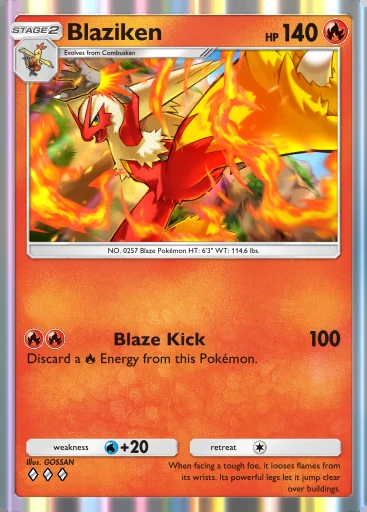 STAGE 2 Blaziken HP 140
Evolves from Combusken
NO. 0257 Blaze Pokémon HT: 6'3" WT: 114.6 lbs.
Blaze Kick 100
Discard a Energy from this Pokémon.
weakness +20 retreat
Illus. GOSSAN
When facing a tough foe, it looses flames from
its wrists. Its powerful legs let it jump clear
over buildings.